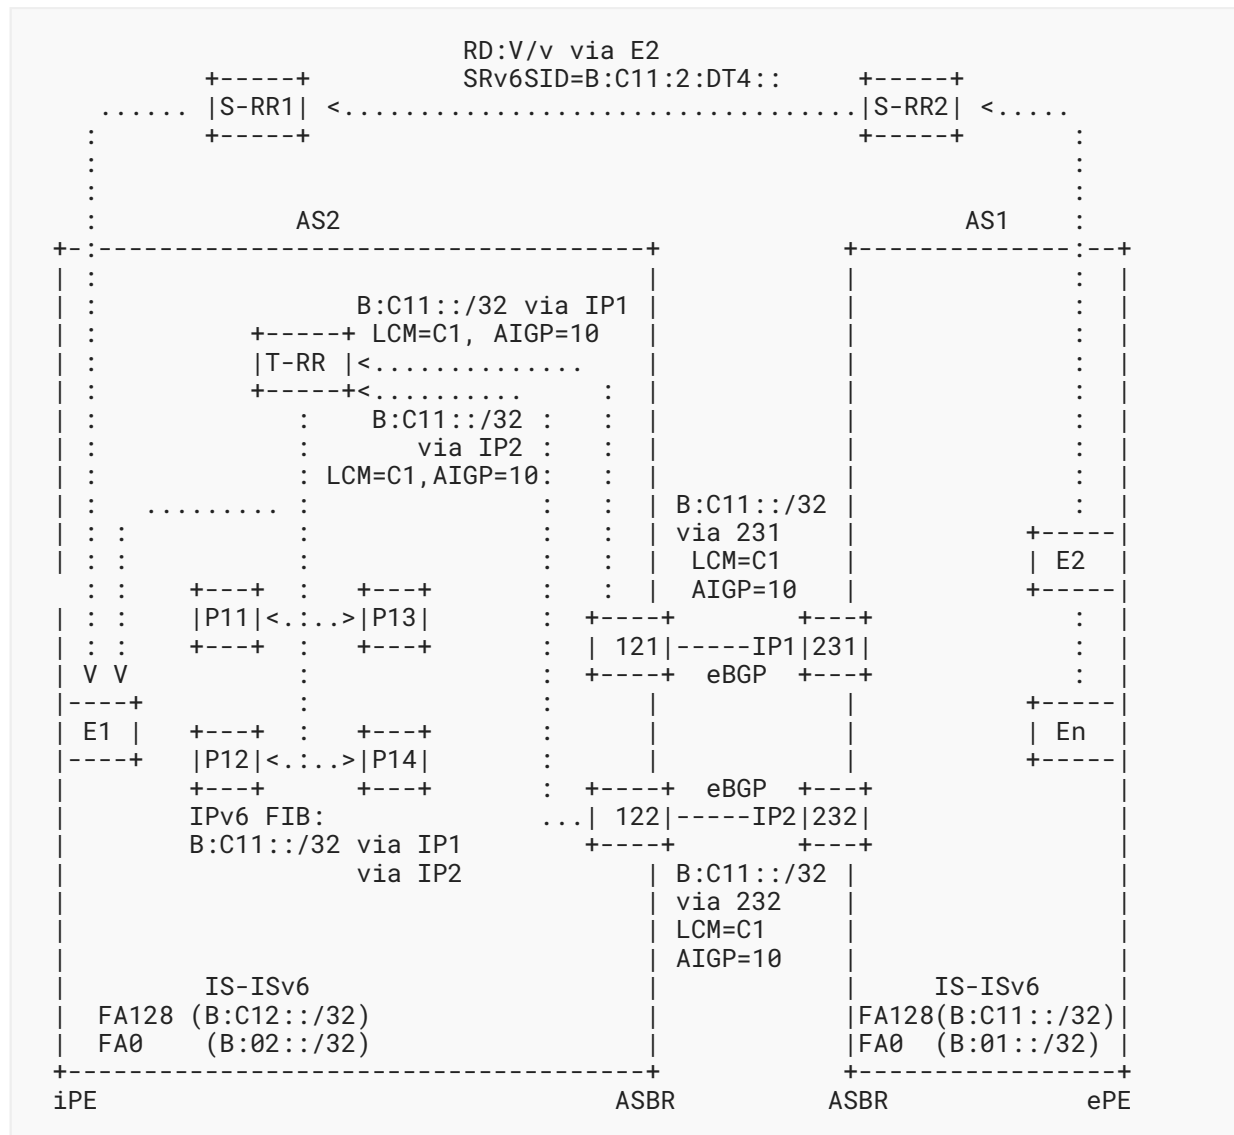 RD:V/v via E2
          +-----+          SRv6SID=B:C11:2:DT4::     +-----+
   ...... |S-RR1| <..................................|S-RR2| <.....
  :       +-----+                                    +-----+       :
  :                                                                :
  :                                                                :
  :             AS2                                      AS1       :
+-:-----------------------------------+            +--------------:--+
| :                                   |            |              :  |
| :                B:C11::/32 via IP1 |            |              :  |
| :          +-----+ LCM=C1, AIGP=10  |            |              :  |
| :          |T-RR |<..............   |            |              :  |
| :          +-----+<..........    :  |            |              :  |
| :             :   B:C11::/32 :   :  |            |              :  |
| :             :      via IP2 :   :  |            |              :  |
| :             : LCM=C1,AIGP=10:  :  |            |              :  |
| :   ......... :               :  :  | B:C11::/32 |              :  |
| : :           :               :  :  | via 231    |           +-----|
| : :           :               :  :  |  LCM=C1    |           | E2  |
  : :    +---+  :   +---+       :  :  |  AIGP=10   |           +-----|
| : :    |P11|<.:..>|P13|       :  +----+        +---+            :  |
| : :    +---+  :   +---+       :  | 121|-----IP1|231|            :  |
| V V           :               :  +----+  eBGP  +---+            :  |
|----+          :               :     |            |           +-----|
| E1 |   +---+  :   +---+       :     |            |           | En  |
|----+   |P12|<.:..>|P14|       :     |            |           +-----|
|        +---+      +---+       :  +----+  eBGP  +---+               |
|        IPv6 FIB:              ...| 122|-----IP2|232|               |
|        B:C11::/32 via IP1        +----+        +---+               |
|                   via IP2           | B:C11::/32 |                 |
|                                     | via 232    |                 |
|                                     | LCM=C1     |                 |
|                                     | AIGP=10    |                 |
|         IS-ISv6                     |            |     IS-ISv6     |
|  FA128 (B:C12::/32)                 |            |FA128(B:C11::/32)|
|  FA0    (B:02::/32)                 |            |FA0  (B:01::/32) |
+-------------------------------------+            +-----------------+
iPE                                 ASBR          ASBR             ePE